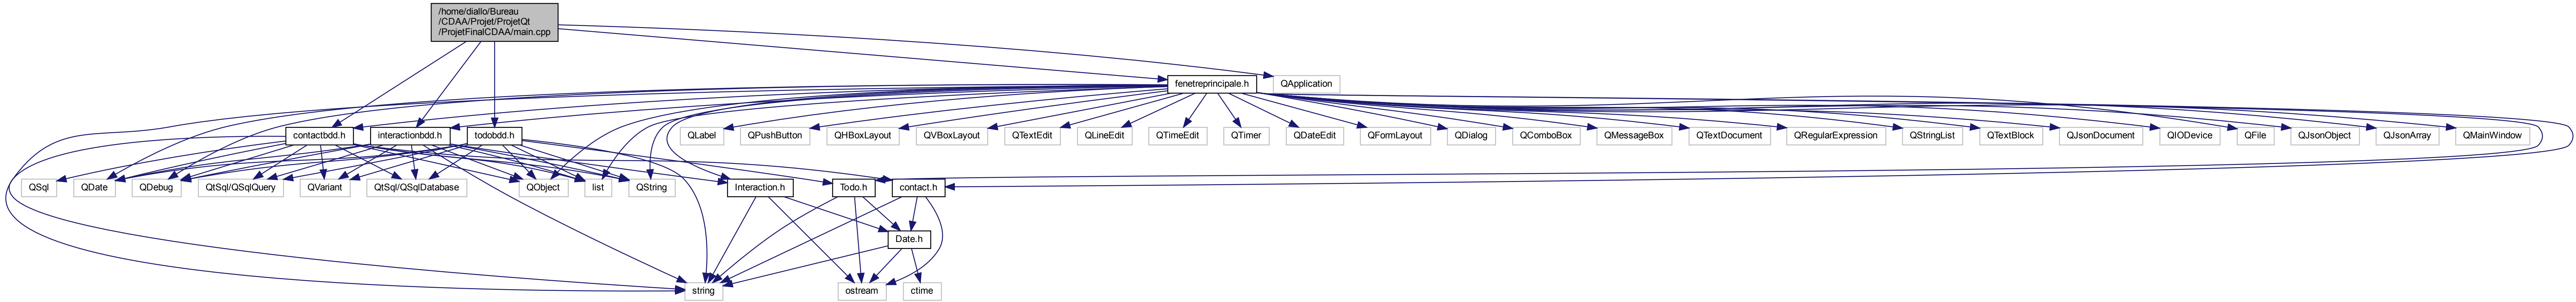 /home/diallo/Bureau
/CDAA/Projet/ProjetQt
/ProjetFinalCDAA/main.cpp
fenetreprincipale.h
QApplication
contactbdd.h
interactionbdd.h
todobdd.h
QLabel
QPushButton
QHBoxLayout
QVBoxLayout
QTextEdit
QLineEdit
QTimeEdit
QTimer
QDateEdit
QFormLayout
QDialog
QComboBox
QMessageBox
QTextDocument
QRegularExpression
QStringList
QTextBlock
QJsonDocument
QIODevice
QFile
QJsonObject
QJsonArray
QMainWindow
QSql
QDate
QDebug
QtSql/QSqlQuery
QVariant
QtSql/QSqlDatabase
QObject
list
QString
Interaction.h
Todo.h
contact.h
Date.h
string
ostream
ctime